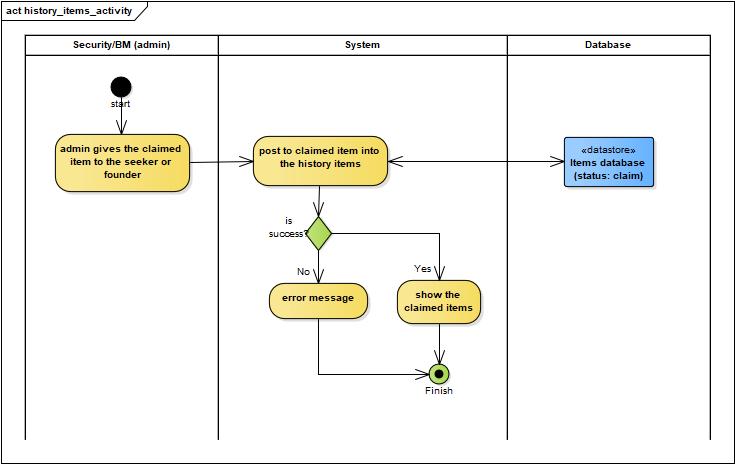 act history_items_activity
Security/BM (admin)
System
Database
start
admin gives the claimed
item to the seeker or
founder
post to claimed item into
the history items
«datastore»
Items database
(status: claim)
is
success?
No
Yes
error message
show the
claimed items
Finish